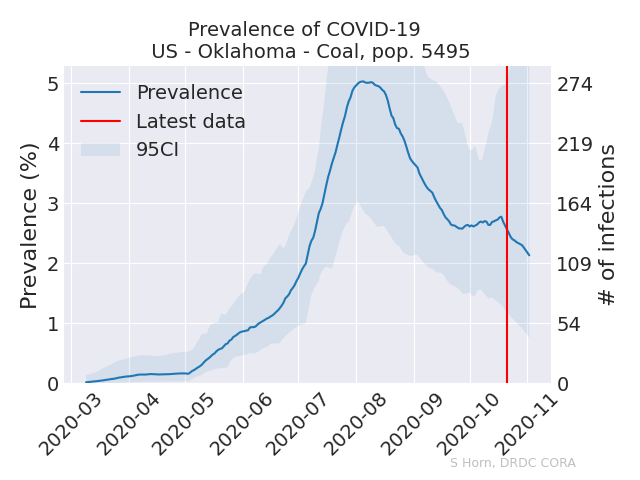 Prevalence of COVID-19
US - Oklahoma - Coal, pop. 5495
Prevalence
Latest data
95CI
Prevalence (%)
5
4
3
2
1
0
274
219
164
109
54
0
# of infections
2020-03
2020-04
2020-05
2020-06
2020-07
2020-08
2020-09
2020-10
2020-11
S Horn, DRDC CORA